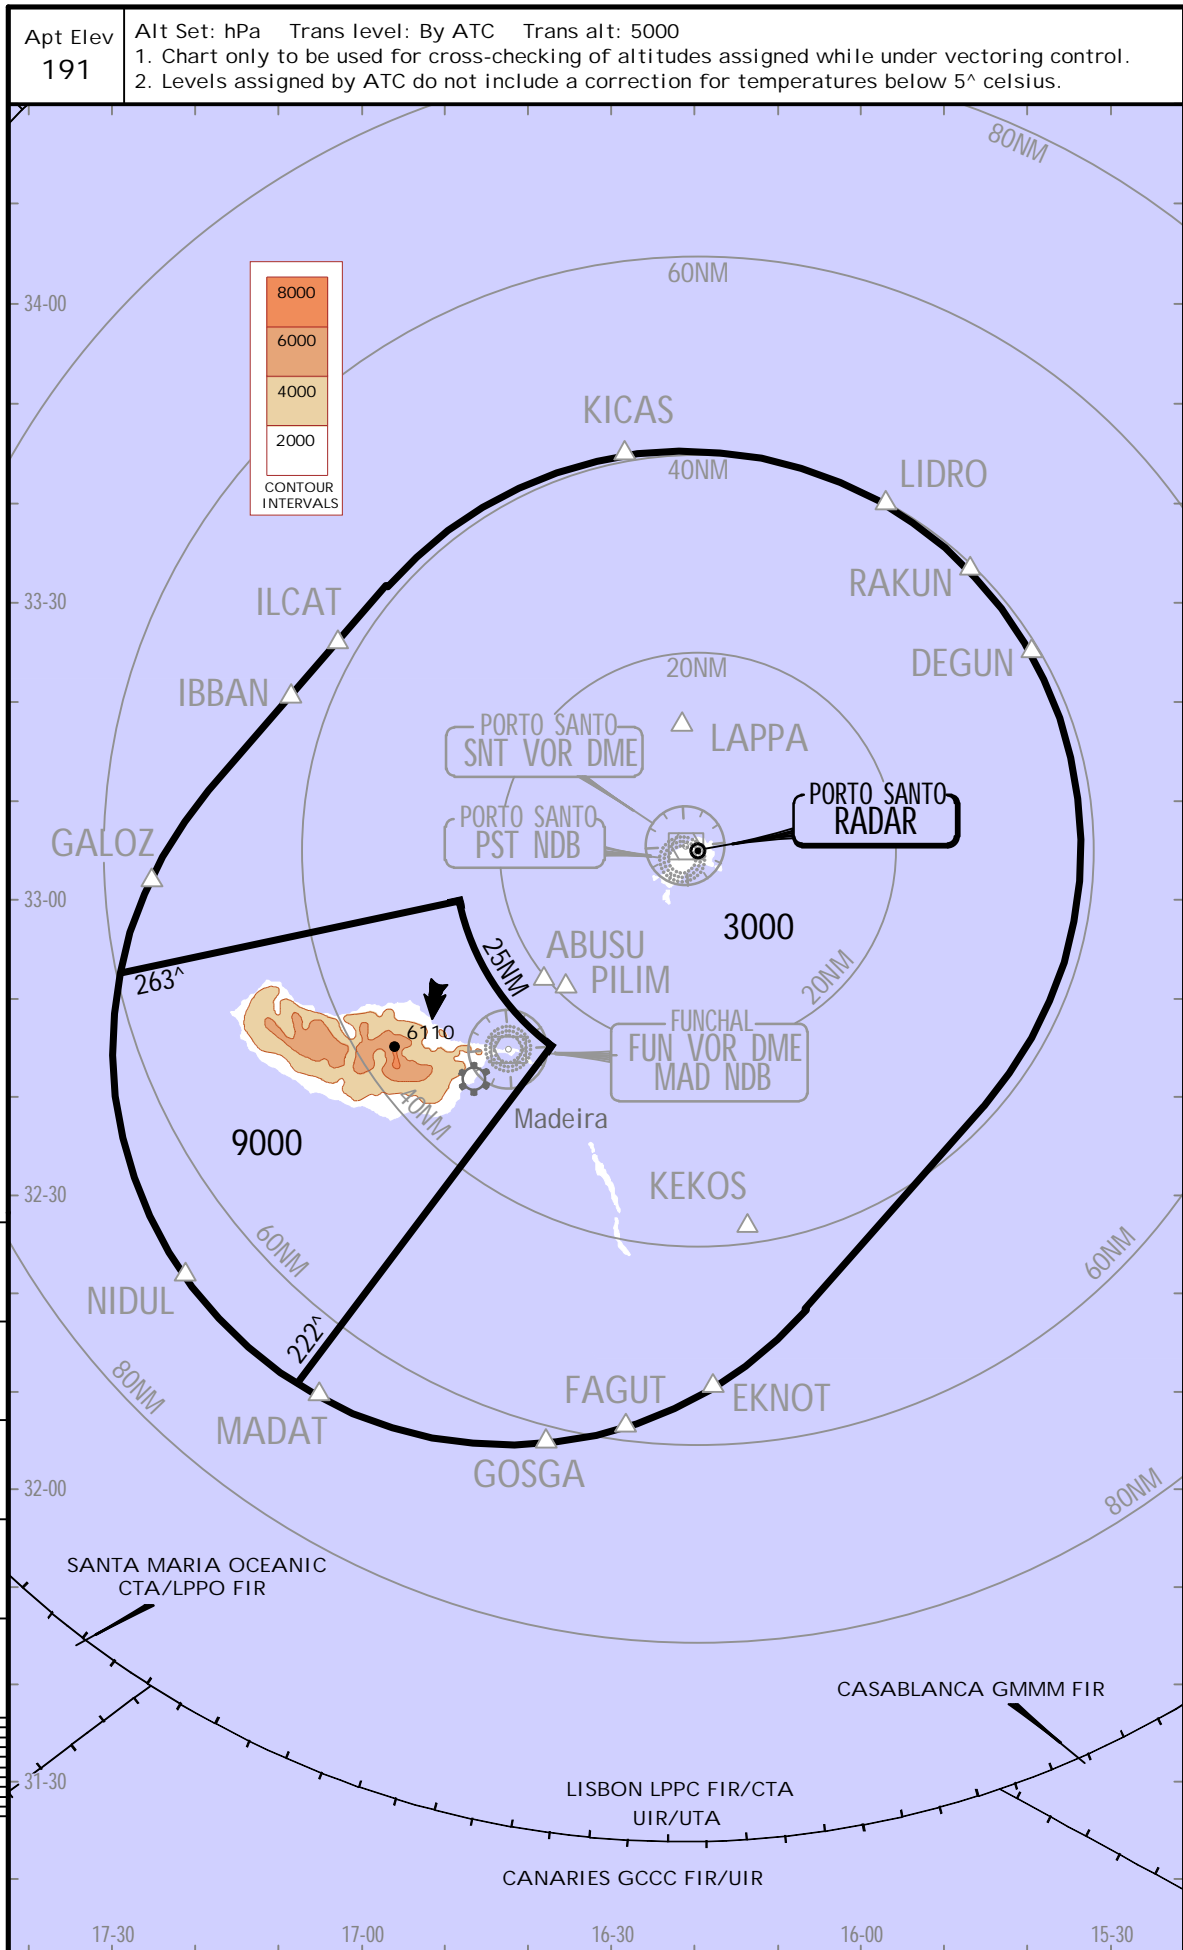 Apt Elev
191
Alt Set: hPa Trans level: By ATC Trans alt: 5000
1. Chart only to be used for cross-checking of altitudes assigned while under vectoring control.
2. Levels assigned by ATC do not include a correction for temperatures below 5^ celsius.
80NM
60NM
34-00
8000
6000
4000
2000
CONTOUR
INTERVALS
KICAS
40NM
LIDRO
RAKUN
33-30
ILCAT
DEGUN
20NM
IBBAN
PORTO SANTO
SNT VOR DME
LAPPA
PORTO SANTO
RADAR
PORTO SANTO
PST NDB
GALOZ
33-00
3000
263^
25NM
ABUSU
PILIM
20NM
6110
FUNCHAL
FUN VOR DME
MAD NDB
40NM
Madeira
9000
KEKOS
32-30
60NM
60NM
NIDUL
222^
80NM
FAGUT
EKNOT
MADAT
GOSGA
32-00
80NM
SANTA MARIA OCEANIC
CTA/LPPO FIR
CASABLANCA GMMM FIR
31-30
LISBON LPPC FIR/CTA
UIR/UTA
CANARIES GCCC FIR/UIR
17-30 17-00 16-30 16-00 15-30